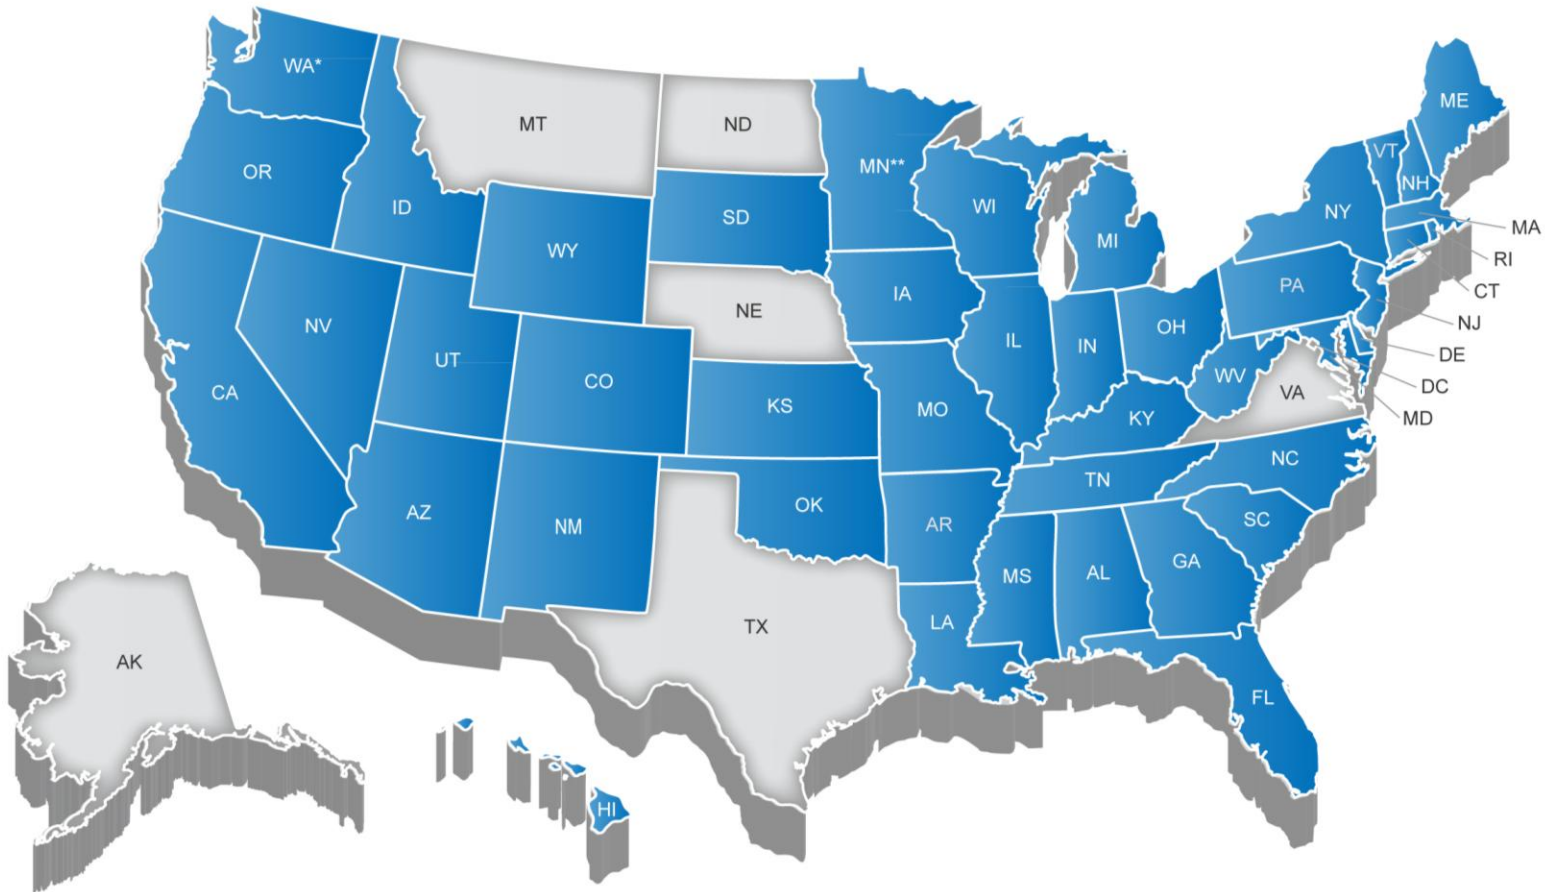 WA*
MT
ND
ME
MN**
VT
OR
NH
ID
WI
NY
SD
MA
WY
MI
RI
PA
CT
IA
NE
NV
NJ
OH
IL
IN
DE
UT
WV
CO
DC
CA
VA
KS
MO
KY
MD
NC
TN
OK
AZ
NM
AR
SC
GA
MS
AL
LA
TX
AK
FL
HI